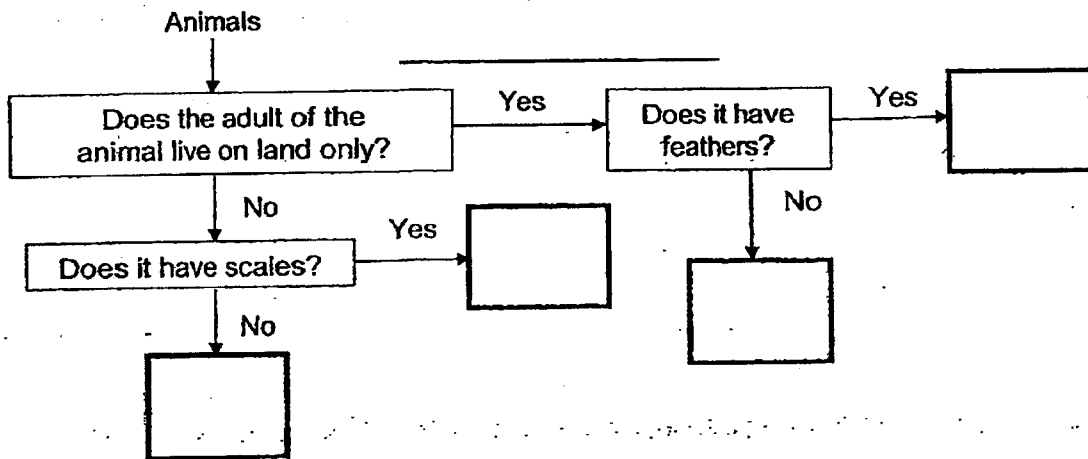 Animals
Does the adult of the
animal live on land only?
Yes
Does it have
feathers?
Yes
No
No
Does it have scales?
Yes
No